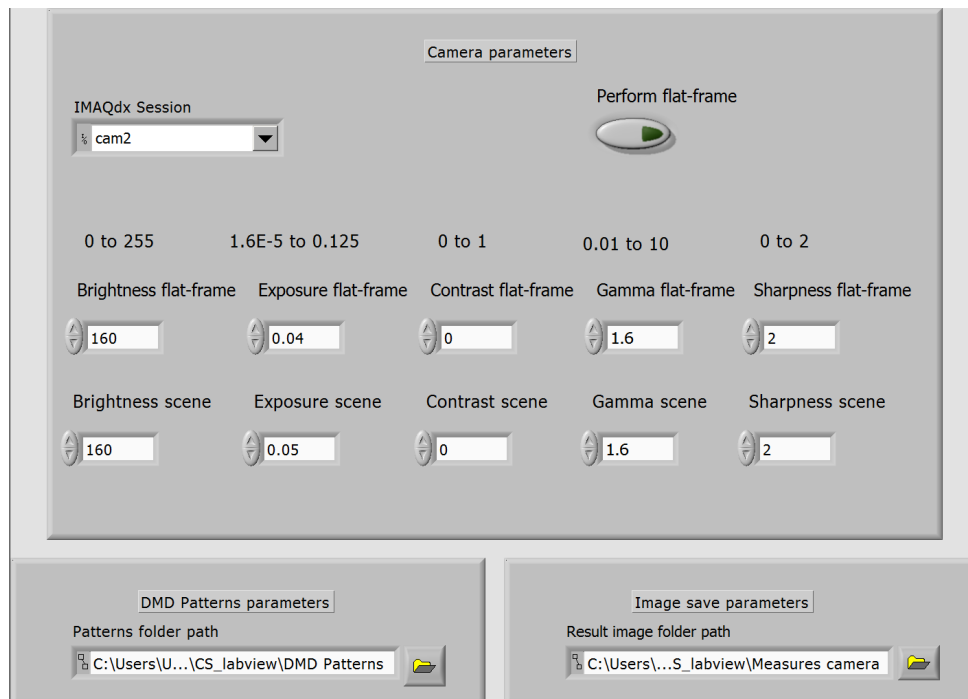 Camera parameters
Perform flat-frame
IMAQdx Session
cam2
0 to 255 1.6E-5 to 0.125 0 to 1 0.01 to 10 0 to 2
Brightness flat-frame Exposure flat-frame Contrast flat-frame Gamma flat-frame Sharpness flat-frame
160 0.04 0 1.6 2
Brightness scene Exposure scene Contrast scene Gamma scene Sharpness scene
160 0.05 0 1.6 2
DMD Patterns parameters
Patterns folder path
C:\Users\U...\CS_labview\DMD Patterns
Image save parameters
Result image folder path
C:\Users\...S_labview\Measures camera